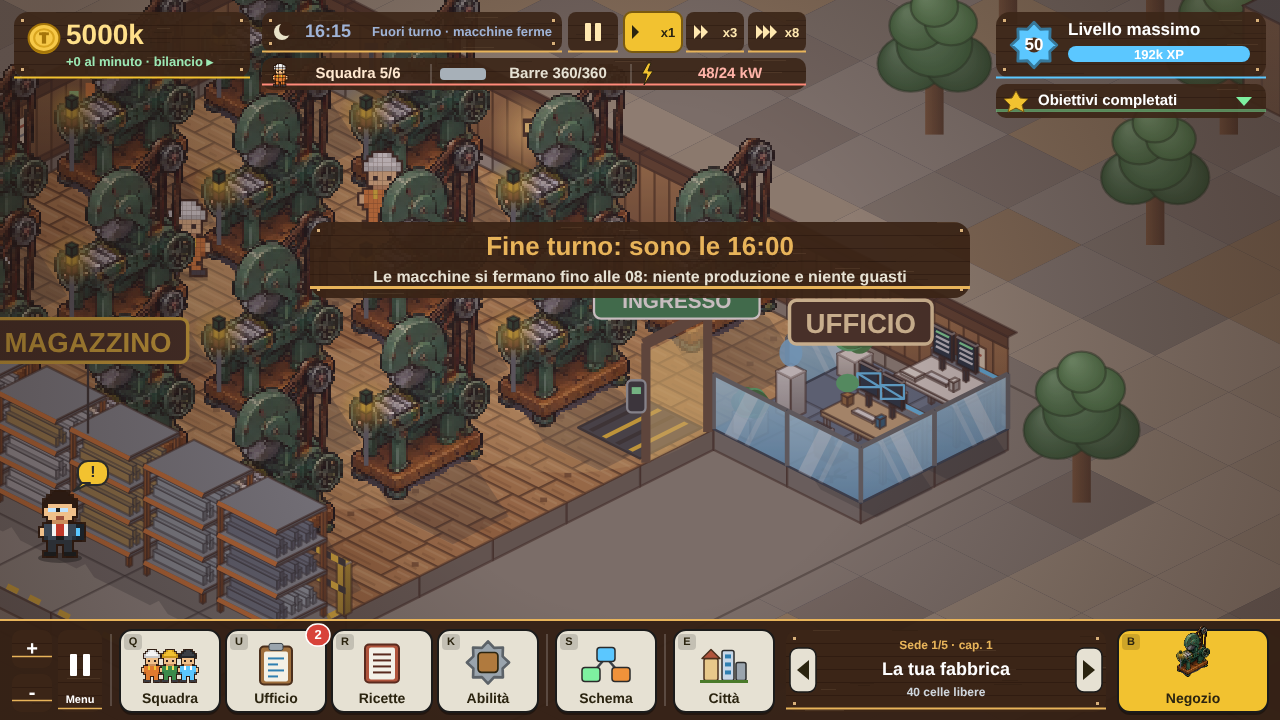 5000k
+0 al minuto · bilancio ▸
16:15 Fuori turno · macchine ferme
x1
x3
x8
Squadra 5/6
Barre 360/360
48/24 kW
50
Livello massimo
192k XP
Obiettivi completati
Fine turno: sono le 16:00
Le macchine si fermano fino alle 08: niente produzione e niente guasti
INGRESSO
UFFICIO
MAGAZZINO
!
+
-
Menu
Q
Squadra
U
2
Ufficio
R
Ricette
K
Abilità
S
Schema
E
Città
Sede 1/5 · cap. 1
La tua fabbrica
40 celle libere
B
Negozio